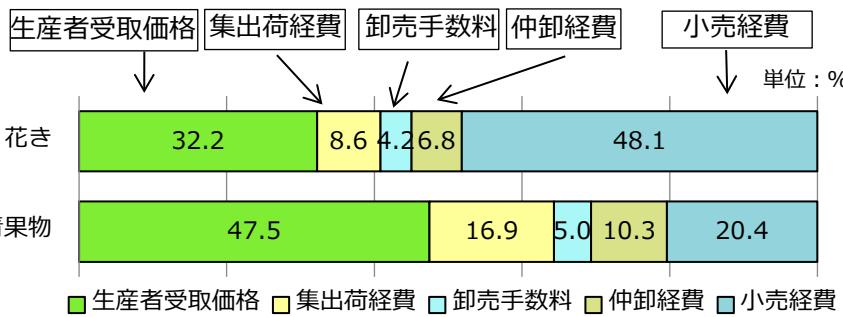 生産者受取価格 集出荷経費 卸売手数料 仲卸経費 小売経費
単位：%
花き 32.2 8.6 4.2 6.8 48.1
青果物 47.5 16.9 5.0 10.3 20.4
生産者受取価格 集出荷経費 卸売手数料 仲卸経費 小売経費